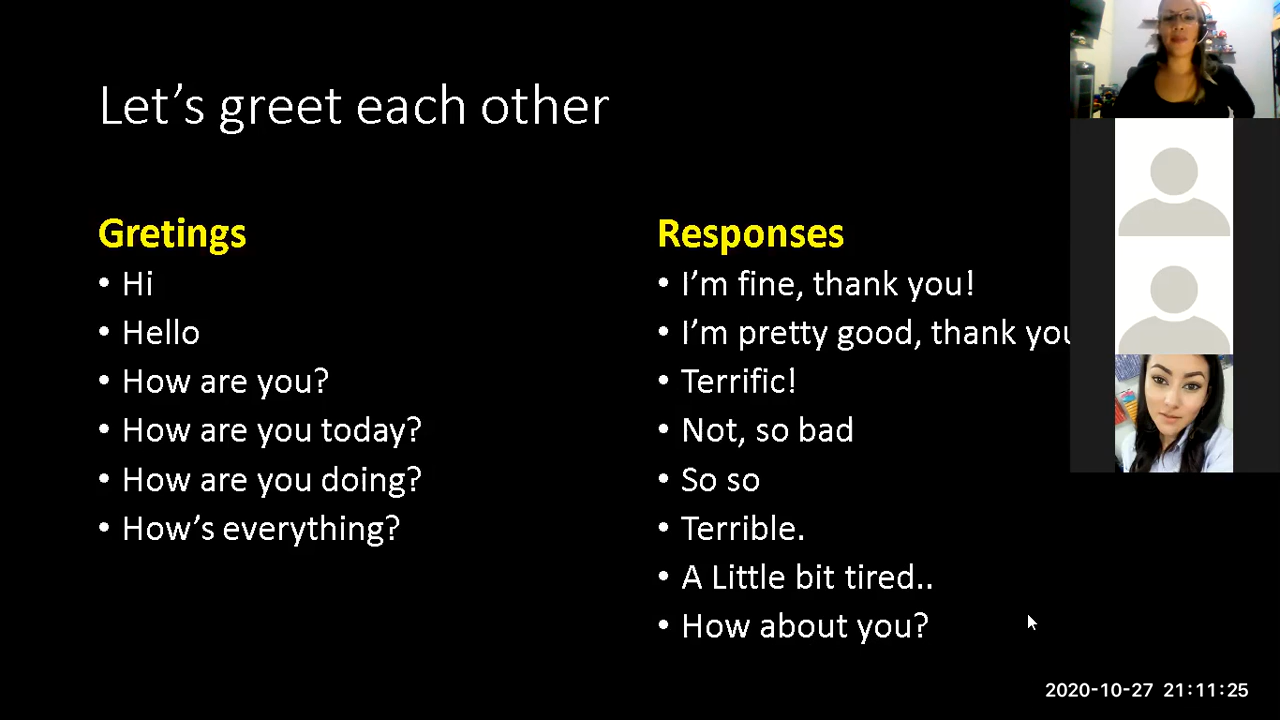 Let’s greet each other
Gretings
• Hi
• Hello
• How are you?
• How are you today?
• How are you doing?
• How’s everything?
Responses
• I’m fine, thank you!
• I’m pretty good, thank you
• Terrific!
• Not, so bad
• So so
• Terrible.
• A Little bit tired..
• How about you?
2020-10-27 21:11:25